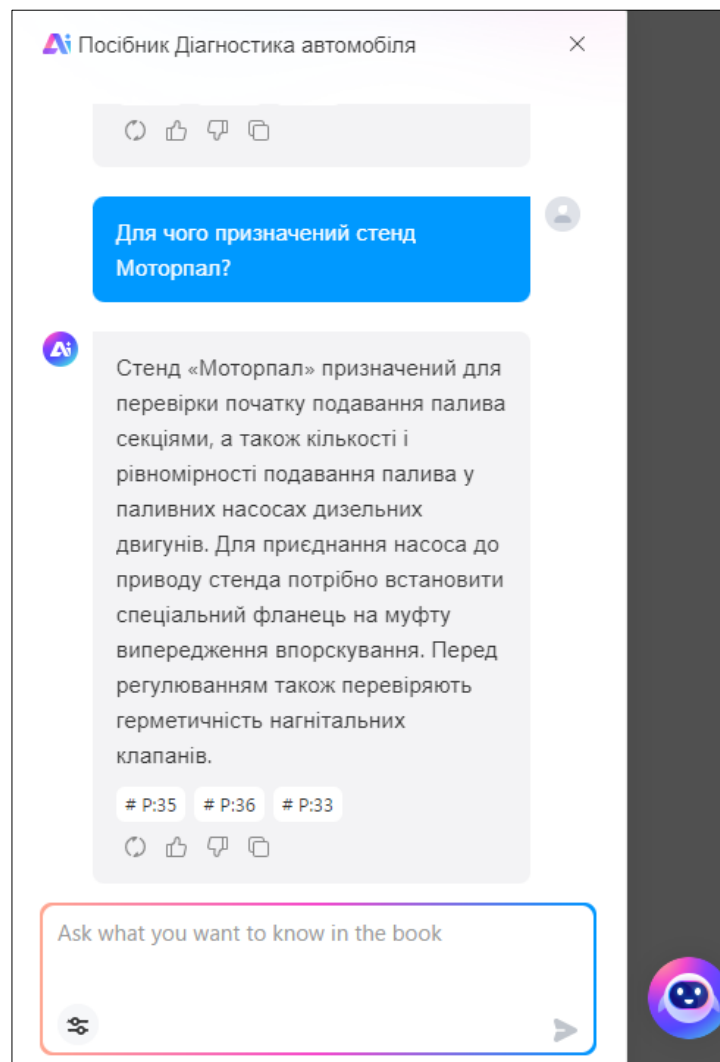 Ai Посібник Діагностика автомобіля
Для чого призначений стенд
Моторпал?
Ai
Стенд «Моторпал» призначений для
перевірки початку подавання палива
секціями, а також кількості і
рівномірності подавання палива у
паливних насосах дизельних
двигунів. Для приєднання насоса до
приводу стенда потрібно встановити
спеціальний фланець на муфту
випередження впорскування. Перед
регулюванням також перевіряють
герметичність нагнітальних
клапанів.
# P:35 # P:36 # P:33
Ask what you want to know in the book